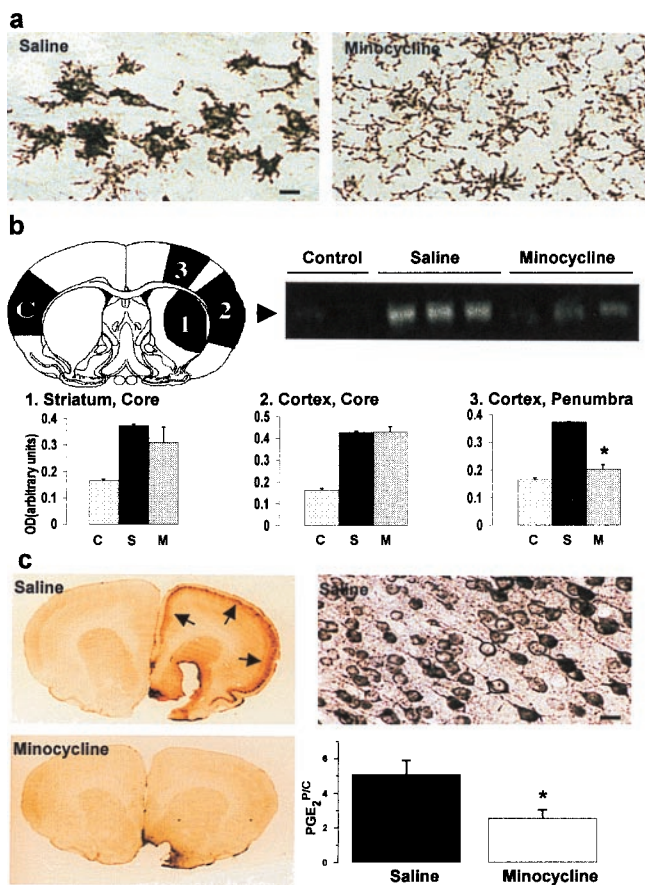 a
Saline
Minocycline
b
C
3
2
1
Control Saline Minocycline
1. Striatum, Core
OD(arbitrary units)
0.4
0.3
0.2
0.1
0
C S M
2. Cortex, Core
0.5
0.4
0.3
0.2
0.1
0
C S M
3. Cortex, Penumbra
0.4
0.3
0.2
0.1
0
*
C S M
c
Saline
Saline
Minocycline
PGE₂ P/C
6
4
2
0
*
Saline Minocycline